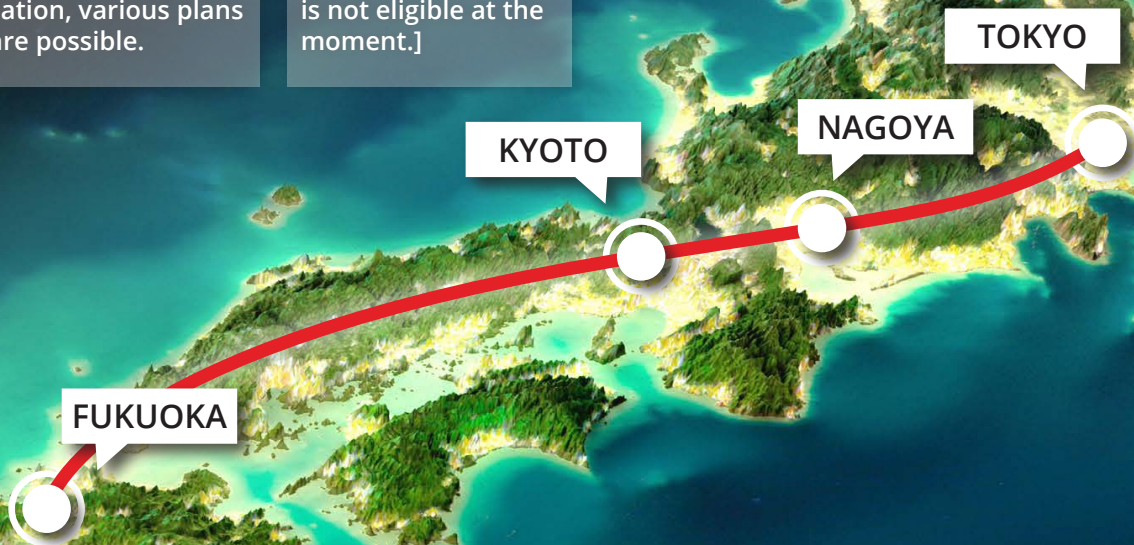 ation, various plans
are possible.
is not eligible at the
moment.]
TOKYO
NAGOYA
KYOTO
FUKUOKA